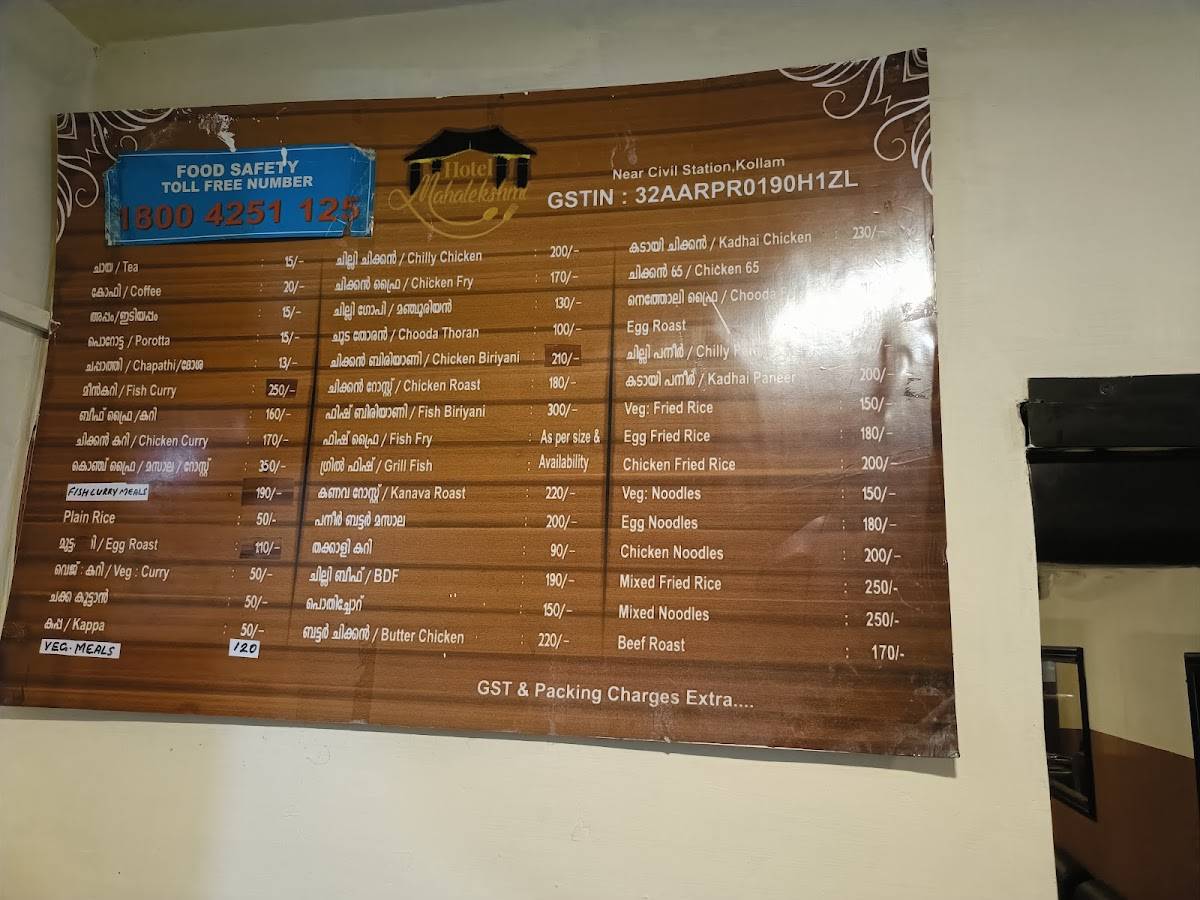 FOOD SAFETY
TOLL FREE NUMBER
1800 4251 125
Hotel
Mahalekshmi
Near Civil Station,Kollam
GSTIN : 32AARPR0190H1ZL
ചായ / Tea : 15/-
കോഫി / Coffee : 20/-
അപ്പം/ഇടിയപ്പം : 15/-
പൊറോട്ട / Porotta : 15/-
ചപ്പാത്തി / Chapathi/ദോശ : 13/-
മീൻകറി / Fish Curry : 250/-
ബീഫ് ഫ്രൈ /കറി : 160/-
ചിക്കൻ കറി / Chicken Curry : 170/-
കൊഞ്ച് ഫ്രൈ / മസാല / റോസ്റ്റ് : 350/-
FISH CURRY MEALS 190/-
Plain Rice : 50/-
മുട്ട / Egg Roast : 110/-
വെജ് : കറി / Veg : Curry : 50/-
ചക്ക കൂട്ടാൻ : 50/-
കപ്പ / Kappa : 50/-
VEG. MEALS 120
ചില്ലി ചിക്കൻ / Chilly Chicken : 200/-
ചിക്കൻ ഫ്രൈ / Chicken Fry : 170/-
ചില്ലി ഗോപി / മഞ്ചൂരിയൻ : 130/-
ചൂട തോരൻ / Chooda Thoran : 100/-
ചിക്കൻ ബിരിയാണി / Chicken Biriyani : 210/-
ചിക്കൻ റോസ്റ്റ് / Chicken Roast : 180/-
ഫിഷ് ബിരിയാണി / Fish Biriyani : 300/-
ഫിഷ് ഫ്രൈ / Fish Fry : As per size &
ഗ്രിൽ ഫിഷ് / Grill Fish : Availability
കണവ റോസ്റ്റ് / Kanava Roast : 220/-
പനീർ ബട്ടർ മസാല : 200/-
തക്കാളി കറി : 90/-
ചില്ലി ബീഫ് / BDF : 190/-
പൊതിച്ചോറ് : 150/-
ബട്ടർ ചിക്കൻ / Butter Chicken : 220/-
കടായി ചിക്കൻ / Kadhai Chicken : 230/-
ചിക്കൻ 65 / Chicken 65
നെത്തോലി ഫ്രൈ / Chooda
Egg Roast
ചില്ലി പനീർ / Chilly
കടായി പനീർ / Kadhai Paneer : 200/-
Veg: Fried Rice : 150/-
Egg Fried Rice : 180/-
Chicken Fried Rice : 200/-
Veg: Noodles : 150/-
Egg Noodles : 180/-
Chicken Noodles : 200/-
Mixed Fried Rice : 250/-
Mixed Noodles : 250/-
Beef Roast : 170/-
GST & Packing Charges Extra....